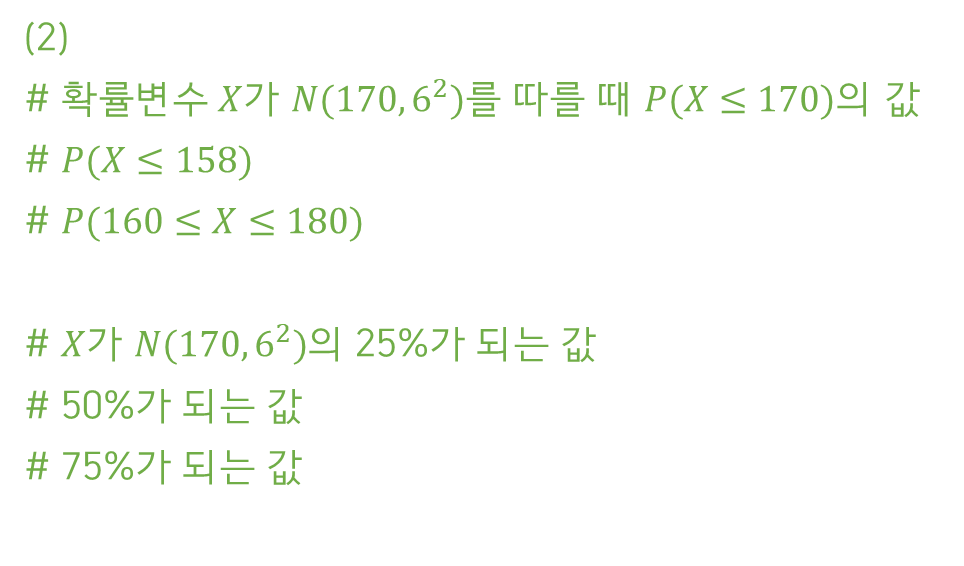 (2)
# 확률변수 X가 N(170, 6²)를 따를 때 P(X ≤ 170)의 값
# P(X ≤ 158)
# P(160 ≤ X ≤ 180)
# X가 N(170, 6²)의 25%가 되는 값
# 50%가 되는 값
# 75%가 되는 값